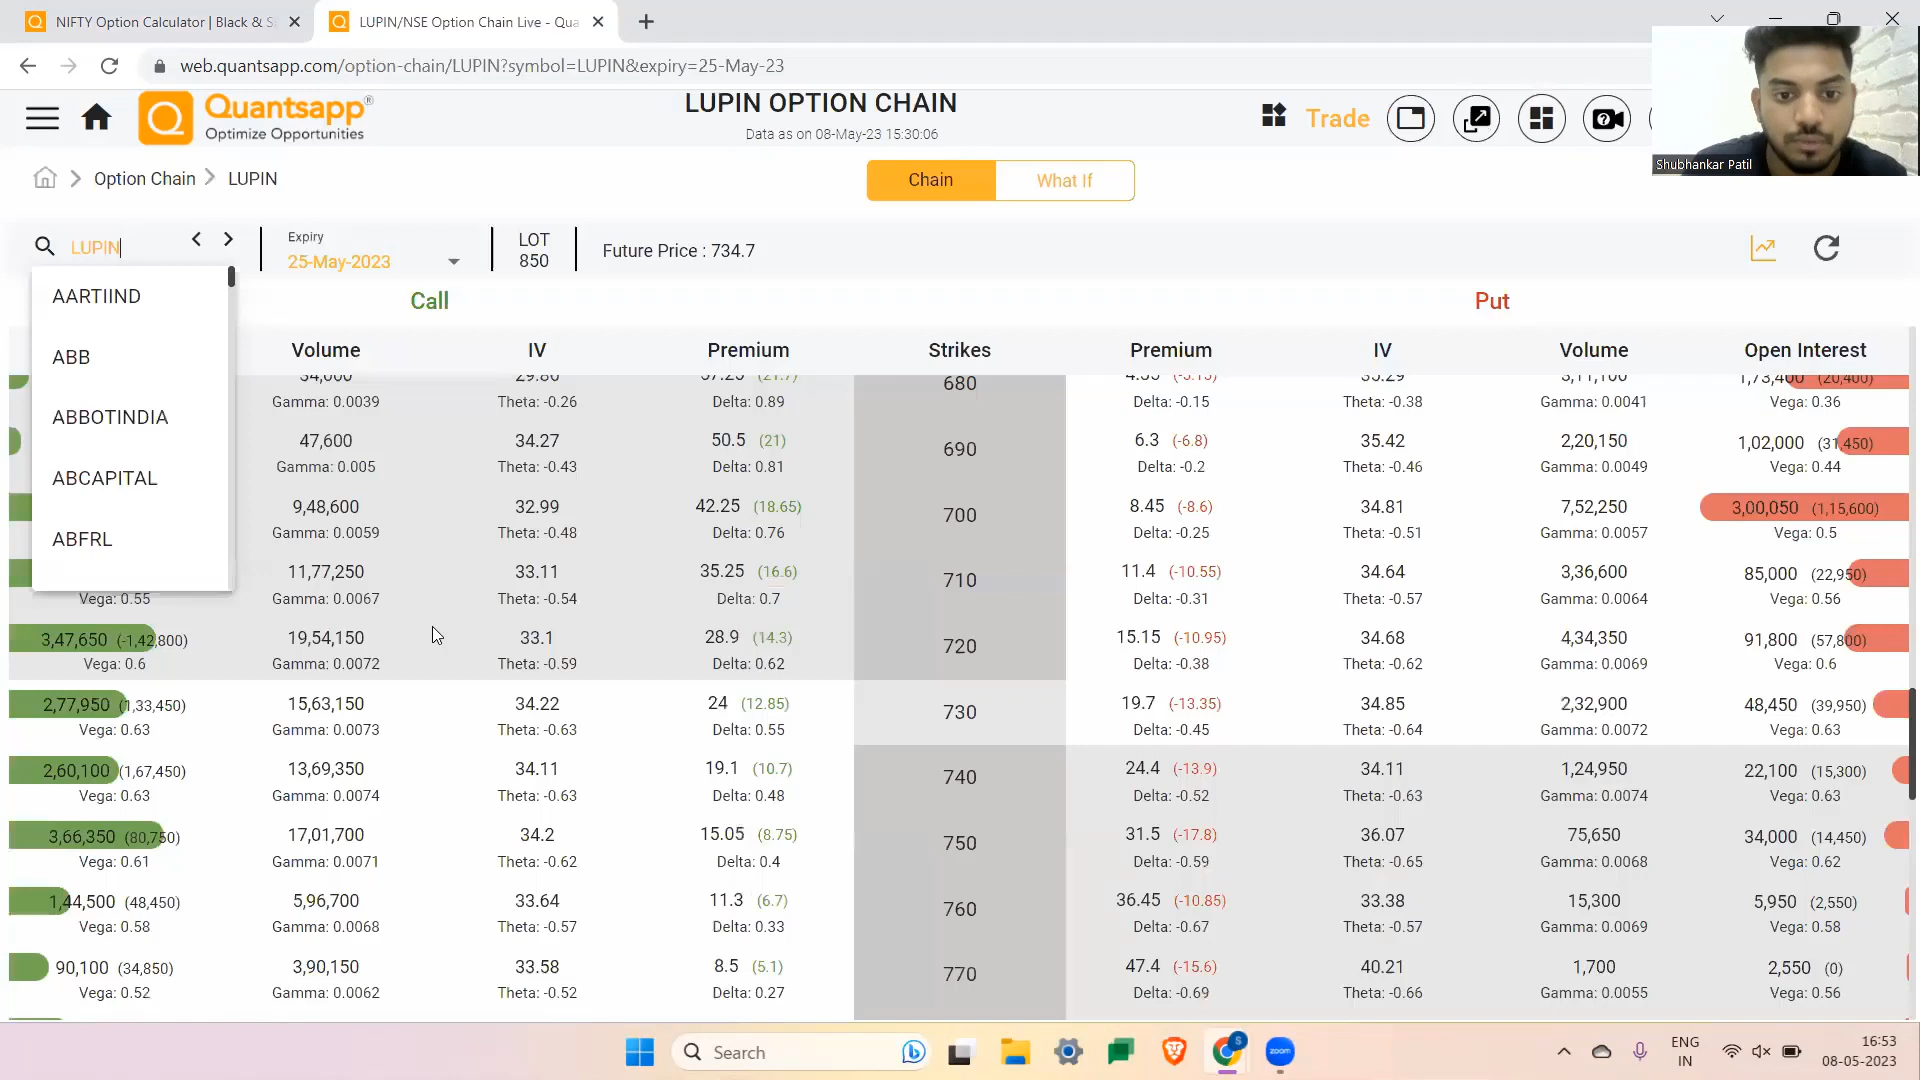 NIFTY Option Calculator | Black & S
LUPIN/NSE Option Chain Live - Qua
web.quantsapp.com/option-chain/LUPIN?symbol=LUPIN&expiry=25-May-23
Quantsapp®
Optimize Opportunities
LUPIN OPTION CHAIN
Data as on 08-May-23 15:30:06
Trade
Shubhankar Patil
Option Chain
LUPIN
Chain
What If
LUPIN
Expiry
25-May-2023
LOT
850
Future Price : 734.7
AARTIIND
ABB
ABBOTINDIA
ABCAPITAL
ABFRL
Call
Put
Volume IV Premium Strikes Premium IV Volume Open Interest
680
Gamma: 0.0039 Theta: -0.26 Delta: 0.89 Delta: -0.15 Theta: -0.38 Gamma: 0.0041 Vega: 0.36
47,600 34.27 50.5 (21) 690 6.3 (-6.8) 35.42 2,20,150 1,02,000 (31,450)
Gamma: 0.005 Theta: -0.43 Delta: 0.81 Delta: -0.2 Theta: -0.46 Gamma: 0.0049 Vega: 0.44
9,48,600 32.99 42.25 (18.65) 700 8.45 (-8.6) 34.81 7,52,250 3,00,050 (1,15,600)
Gamma: 0.0059 Theta: -0.48 Delta: 0.76 Delta: -0.25 Theta: -0.51 Gamma: 0.0057 Vega: 0.5
11,77,250 33.11 35.25 (16.6) 710 11.4 (-10.55) 34.64 3,36,600 85,000 (22,950)
Vega: 0.55 Gamma: 0.0067 Theta: -0.54 Delta: 0.7 Delta: -0.31 Theta: -0.57 Gamma: 0.0064 Vega: 0.56
3,47,650 (-1,42,800) 19,54,150 33.1 28.9 (14.3) 720 15.15 (-10.95) 34.68 4,34,350 91,800 (57,800)
Vega: 0.6 Gamma: 0.0072 Theta: -0.59 Delta: 0.62 Delta: -0.38 Theta: -0.62 Gamma: 0.0069 Vega: 0.6
2,77,950 (1,33,450) 15,63,150 34.22 24 (12.85) 730 19.7 (-13.35) 34.85 2,32,900 48,450 (39,950)
Vega: 0.63 Gamma: 0.0073 Theta: -0.63 Delta: 0.55 Delta: -0.45 Theta: -0.64 Gamma: 0.0072 Vega: 0.63
2,60,100 (1,67,450) 13,69,350 34.11 19.1 (10.7) 740 24.4 (-13.9) 34.11 1,24,950 22,100 (15,300)
Vega: 0.63 Gamma: 0.0074 Theta: -0.63 Delta: 0.48 Delta: -0.52 Theta: -0.63 Gamma: 0.0074 Vega: 0.63
3,66,350 (80,750) 17,01,700 34.2 15.05 (8.75) 750 31.5 (-17.8) 36.07 75,650 34,000 (14,450)
Vega: 0.61 Gamma: 0.0071 Theta: -0.62 Delta: 0.4 Delta: -0.59 Theta: -0.65 Gamma: 0.0068 Vega: 0.62
1,44,500 (48,450) 5,96,700 33.64 11.3 (6.7) 760 36.45 (-10.85) 33.38 15,300 5,950 (2,550)
Vega: 0.58 Gamma: 0.0068 Theta: -0.57 Delta: 0.33 Delta: -0.67 Theta: -0.57 Gamma: 0.0069 Vega: 0.58
90,100 (34,850) 3,90,150 33.58 8.5 (5.1) 770 47.4 (-15.6) 40.21 1,700 2,550 (0)
Vega: 0.52 Gamma: 0.0062 Theta: -0.52 Delta: 0.27 Delta: -0.69 Theta: -0.66 Gamma: 0.0055 Vega: 0.56
Search
S
zoom
ENG
IN
16:53
08-05-2023